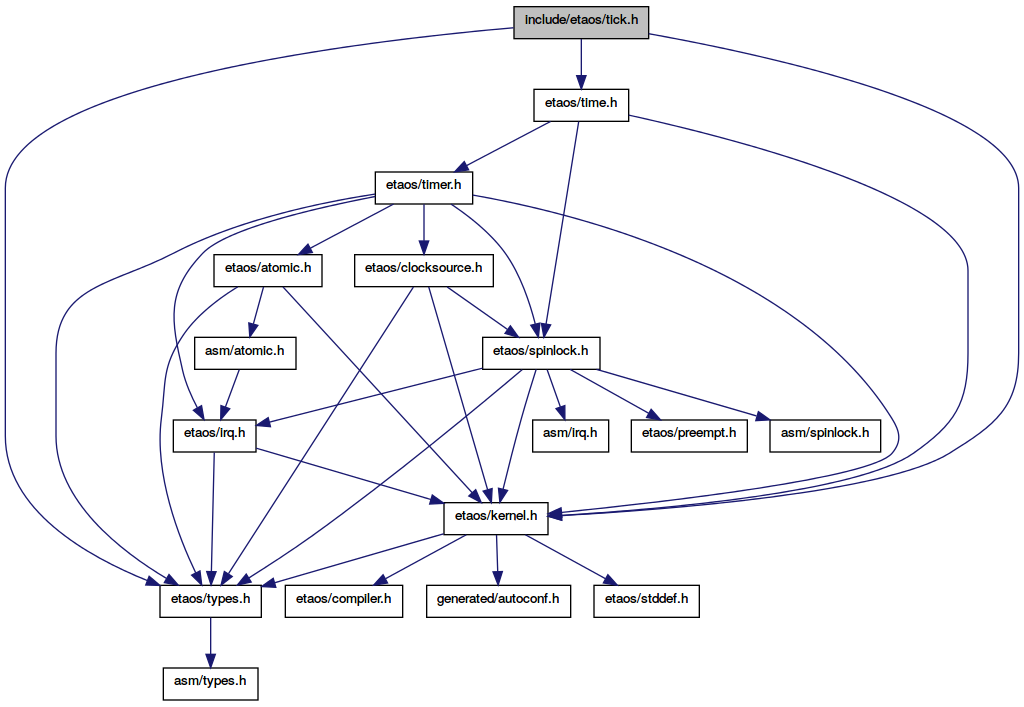 include/etaos/tick.h
etaos/time.h
etaos/timer.h
etaos/atomic.h
etaos/clocksource.h
asm/atomic.h
etaos/spinlock.h
etaos/irq.h
asm/irq.h
etaos/preempt.h
asm/spinlock.h
etaos/kernel.h
etaos/types.h
etaos/compiler.h
generated/autoconf.h
etaos/stddef.h
asm/types.h